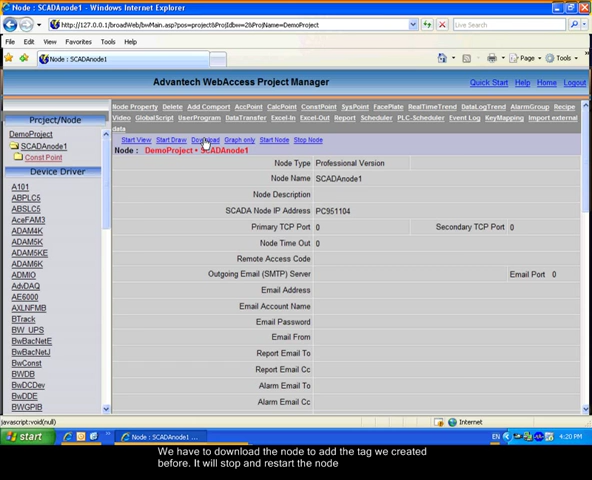 Node : SCADAnode1 - Windows Internet Explorer
http://127.0.0.1/broadWeb/bwMain.asp?pos=project&ProjIdbw=2&ProjName=DemoProject
File Edit View Favorites Tools Help
Node : SCADAnode1
Page Tools
Advantech WebAccess Project Manager
Quick Start Help Home Logout
Project/Node
DemoProject
SCADAnode1
Const Point
Device Driver
A101
ABPLC5
ABSLC5
AceFAM3
ADAM4K
ADAM5K
ADAM5KE
ADAM6K
ADMIO
AdvDAQ
AE6000
AXLNFMB
BTrack
BW_UPS
BwBacNetE
BwBacNetJ
BwConst
BWDB
BwDCDev
BwDDE
BWGPIB
Node Property Delete Add Comport AccPoint CalcPoint ConstPoint SysPoint FacePlate RealTimeTrend DataLogTrend AlarmGroup Recipe
Video GlobalScript UserProgram DataTransfer Excel-In Excel-Out Report Scheduler PLC-Scheduler Event Log KeyMapping Import external
data
Start View Start Draw Download Graph only Start Node Stop Node
Node : DemoProject • SCADAnode1
Node Type Professional Version
Node Name SCADAnode1
Node Description
SCADA Node IP Address PC951104
Primary TCP Port 0 Secondary TCP Port 0
Node Time Out 0
Remote Access Code
Outgoing Email (SMTP) Server Email Port 0
Email Address
Email Account Name
Email Password
Email From
Report Email To
Report Email Cc
Alarm Email To
Alarm Email Cc
javascript:void(null) Internet
start Node : SCADAnode1 ... EN 4:20 PM
We have to download the node to add the tag we created
before. It will stop and restart the node